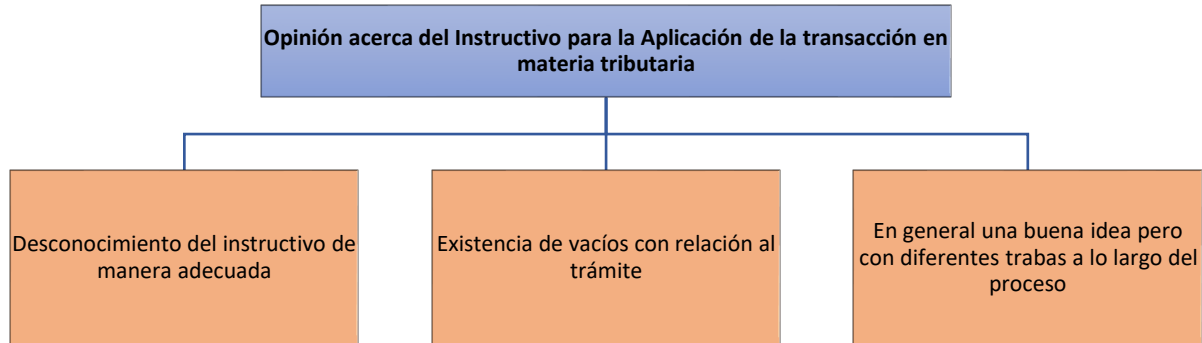 Opinión acerca del Instructivo para la Aplicación de la transacción en
materia tributaria
Desconocimiento del instructivo de
manera adecuada
Existencia de vacíos con relación al
trámite
En general una buena idea pero
con diferentes trabas a lo largo del
proceso